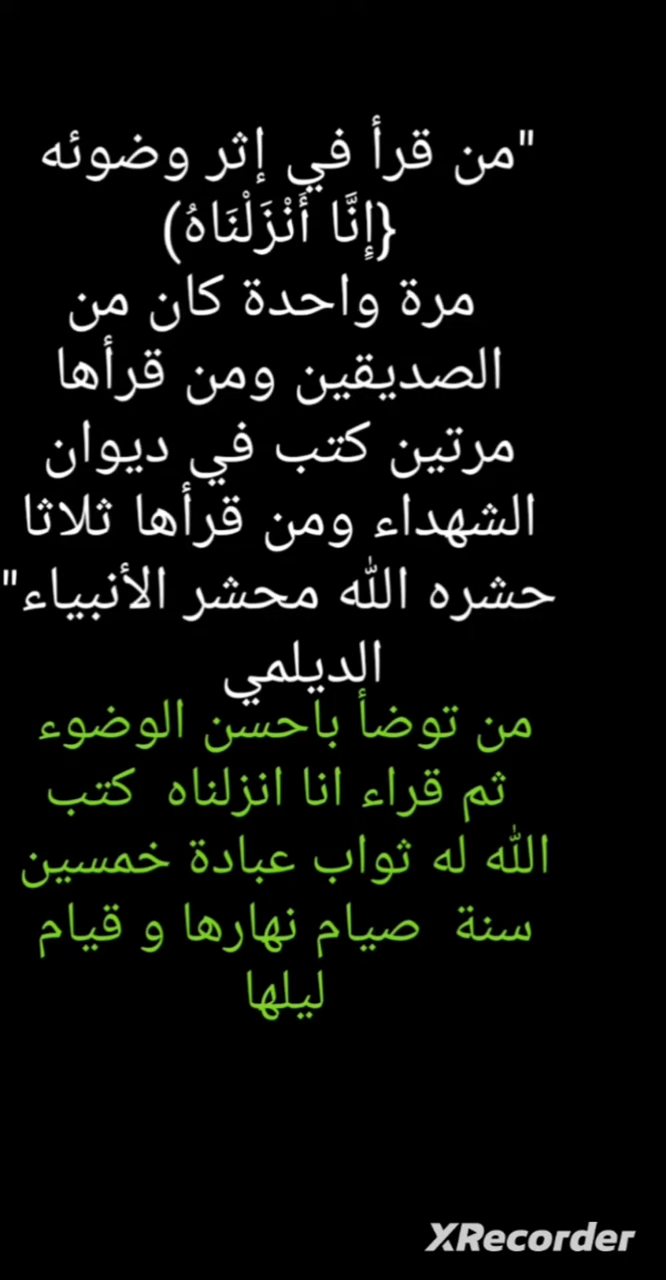 "من قرأ في إثر وضوئه
{إِنَّا أَنْزَلْنَاهُ)
مرة واحدة كان من
الصديقين ومن قرأها
مرتين كتب في ديوان
الشهداء ومن قرأها ثلاثا
حشره الله محشر الأنبياء"
الديلمي
من توضأ باحسن الوضوء
ثم قراء انا انزلناه كتب
الله له ثواب عبادة خمسين
سنة صيام نهارها و قيام
ليلها
XRecorder